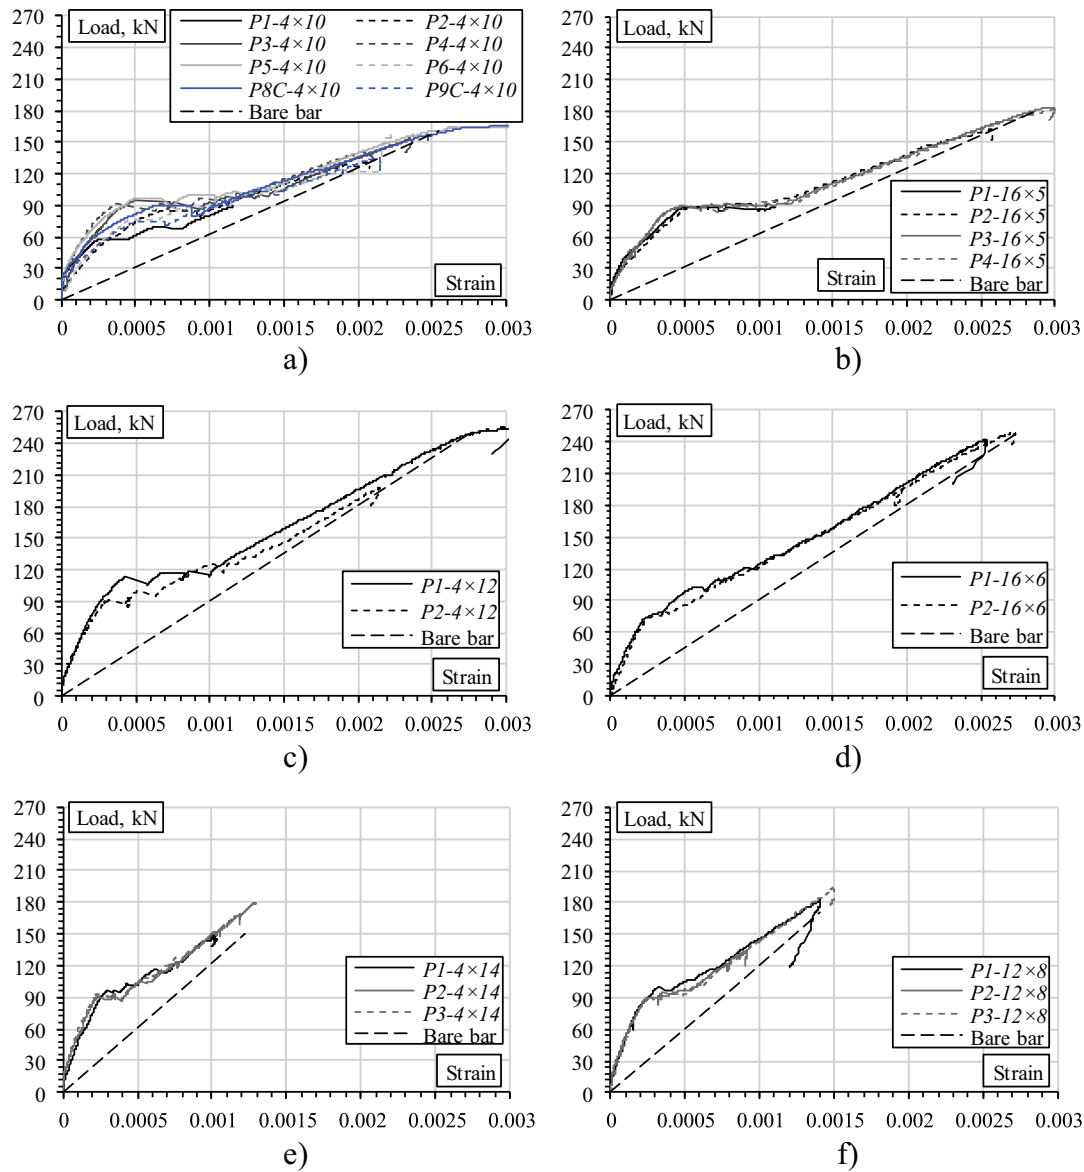 Load, kN
P1-4×10 P2-4×10
P3-4×10 P4-4×10
P5-4×10 P6-4×10
P8C-4×10 P9C-4×10
Bare bar
270
240
210
180
150
120
90
60
30
0
Strain
0 0.0005 0.001 0.0015 0.002 0.0025 0.003
a)
Load, kN
270
240
210
180
150
120
90
60
30
0
P1-16×5
P2-16×5
P3-16×5
P4-16×5
Bare bar
Strain
0 0.0005 0.001 0.0015 0.002 0.0025 0.003
b)
Load, kN
270
240
210
180
150
120
90
60
30
0
P1-4×12
P2-4×12
Bare bar
Strain
0 0.0005 0.001 0.0015 0.002 0.0025 0.003
c)
Load, kN
270
240
210
180
150
120
90
60
30
0
P1-16×6
P2-16×6
Bare bar
Strain
0 0.0005 0.001 0.0015 0.002 0.0025 0.003
d)
Load, kN
270
240
210
180
150
120
90
60
30
0
P1-4×14
P2-4×14
P3-4×14
Bare bar
Strain
0 0.0005 0.001 0.0015 0.002 0.0025 0.003
e)
Load, kN
270
240
210
180
150
120
90
60
30
0
P1-12×8
P2-12×8
P3-12×8
Bare bar
Strain
0 0.0005 0.001 0.0015 0.002 0.0025 0.003
f)